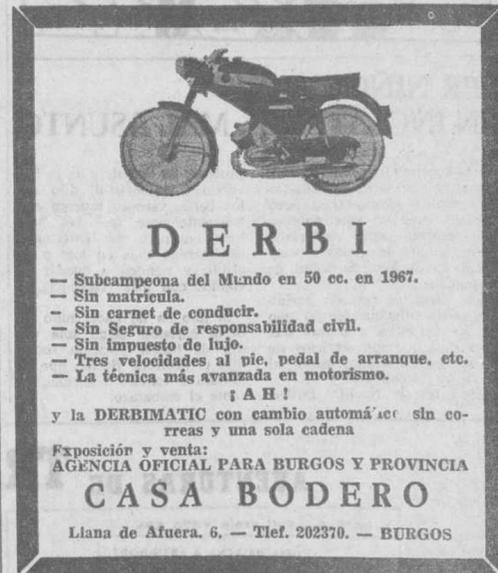 DERBI
— Subcampeona del Mundo en 50 cc. en 1967.
— Sin matrícula.
— Sin carnet de conducir.
— Sin Seguro de responsabilidad civil.
— Sin impuesto de lujo.
— Tres velocidades al pie, pedal de arranque, etc.
— La técnica más avanzada en motorismo.
¡AH!
y la DERBIMATIC con cambio automático sin co-
rreas y una sola cadena
Exposición y venta:
AGENCIA OFICIAL PARA BURGOS Y PROVINCIA
CASA BODERO
Llana de Afuera. 6. — Tlef. 202370. — BURGOS